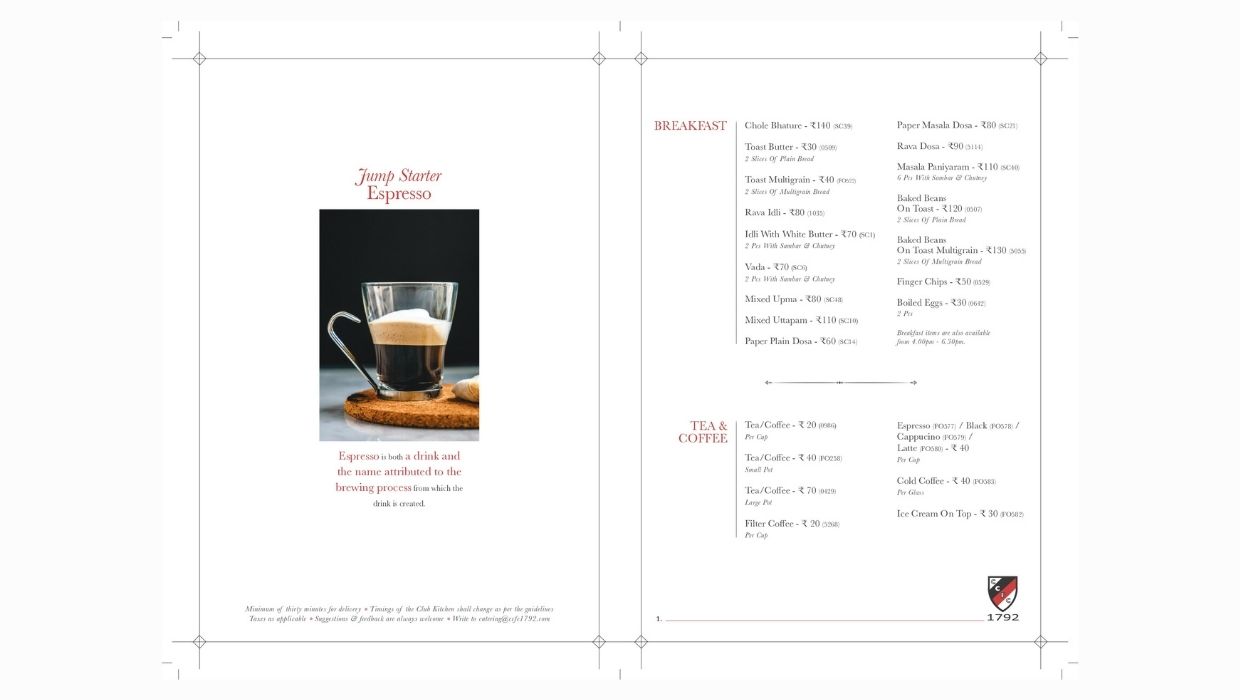 Jump Starter
Espresso
Espresso is both a drink and
the name attributed to the
brewing process from which the
drink is created.
Minimum of thirty minutes for delivery • Timings of the Club Kitchen shall change as per the guidelines
Taxes as applicable • Suggestions & feedback are always welcome • Write to catering@ccfc1792.com
BREAKFAST
Chole Bhature - ₹140 (SC39)
Toast Butter - ₹30 (0509)
2 Slices Of Plain Bread
Toast Multigrain - ₹40 (FO522)
2 Slices Of Multigrain Bread
Rava Idli - ₹80 (1035)
Idli With White Butter - ₹70 (SC1)
2 Pcs With Sambar & Chutney
Vada - ₹70 (SC5)
2 Pcs With Sambar & Chutney
Mixed Upma - ₹80 (SC48)
Mixed Uttapam - ₹110 (SC10)
Paper Plain Dosa - ₹60 (SC14)
Paper Masala Dosa - ₹80 (SC21)
Rava Dosa - ₹90 (5114)
Masala Paniyaram - ₹110 (SC40)
6 Pcs With Sambar & Chutney
Baked Beans
On Toast - ₹120 (0507)
2 Slices Of Plain Bread
Baked Beans
On Toast Multigrain - ₹130 (5055)
2 Slices Of Multigrain Bread
Finger Chips - ₹50 (0529)
Boiled Eggs - ₹30 (0682)
2 Pcs
Breakfast items are also available
from 4.00pm - 6.30pm.
TEA &
COFFEE
Tea/Coffee - ₹ 20 (0986)
Per Cup
Tea/Coffee - ₹ 40 (FO258)
Small Pot
Tea/Coffee - ₹ 70 (0429)
Large Pot
Filter Coffee - ₹ 20 (5268)
Per Cup
Espresso (FO577) / Black (FO578) /
Cappucino (FO579) /
Latte (FO580) - ₹ 40
Per Cup
Cold Coffee - ₹ 40 (FO583)
Per Glass
Ice Cream On Top - ₹ 30 (FO582)
C
C
F
C
1792
1.